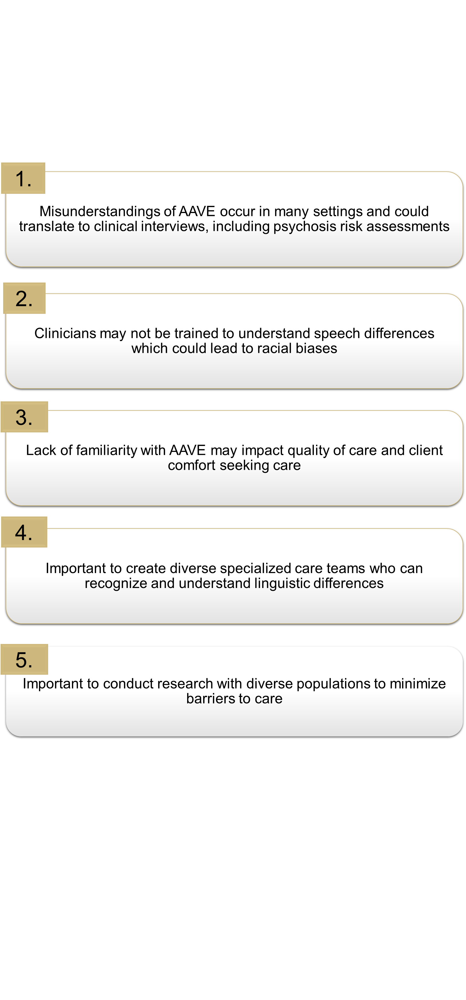 1.
Misunderstandings of AAVE occur in many settings and could
translate to clinical interviews, including psychosis risk assessments
2.
Clinicians may not be trained to understand speech differences
which could lead to racial biases
3.
Lack of familiarity with AAVE may impact quality of care and client
comfort seeking care
4.
Important to create diverse specialized care teams who can
recognize and understand linguistic differences
5.
Important to conduct research with diverse populations to minimize
barriers to care